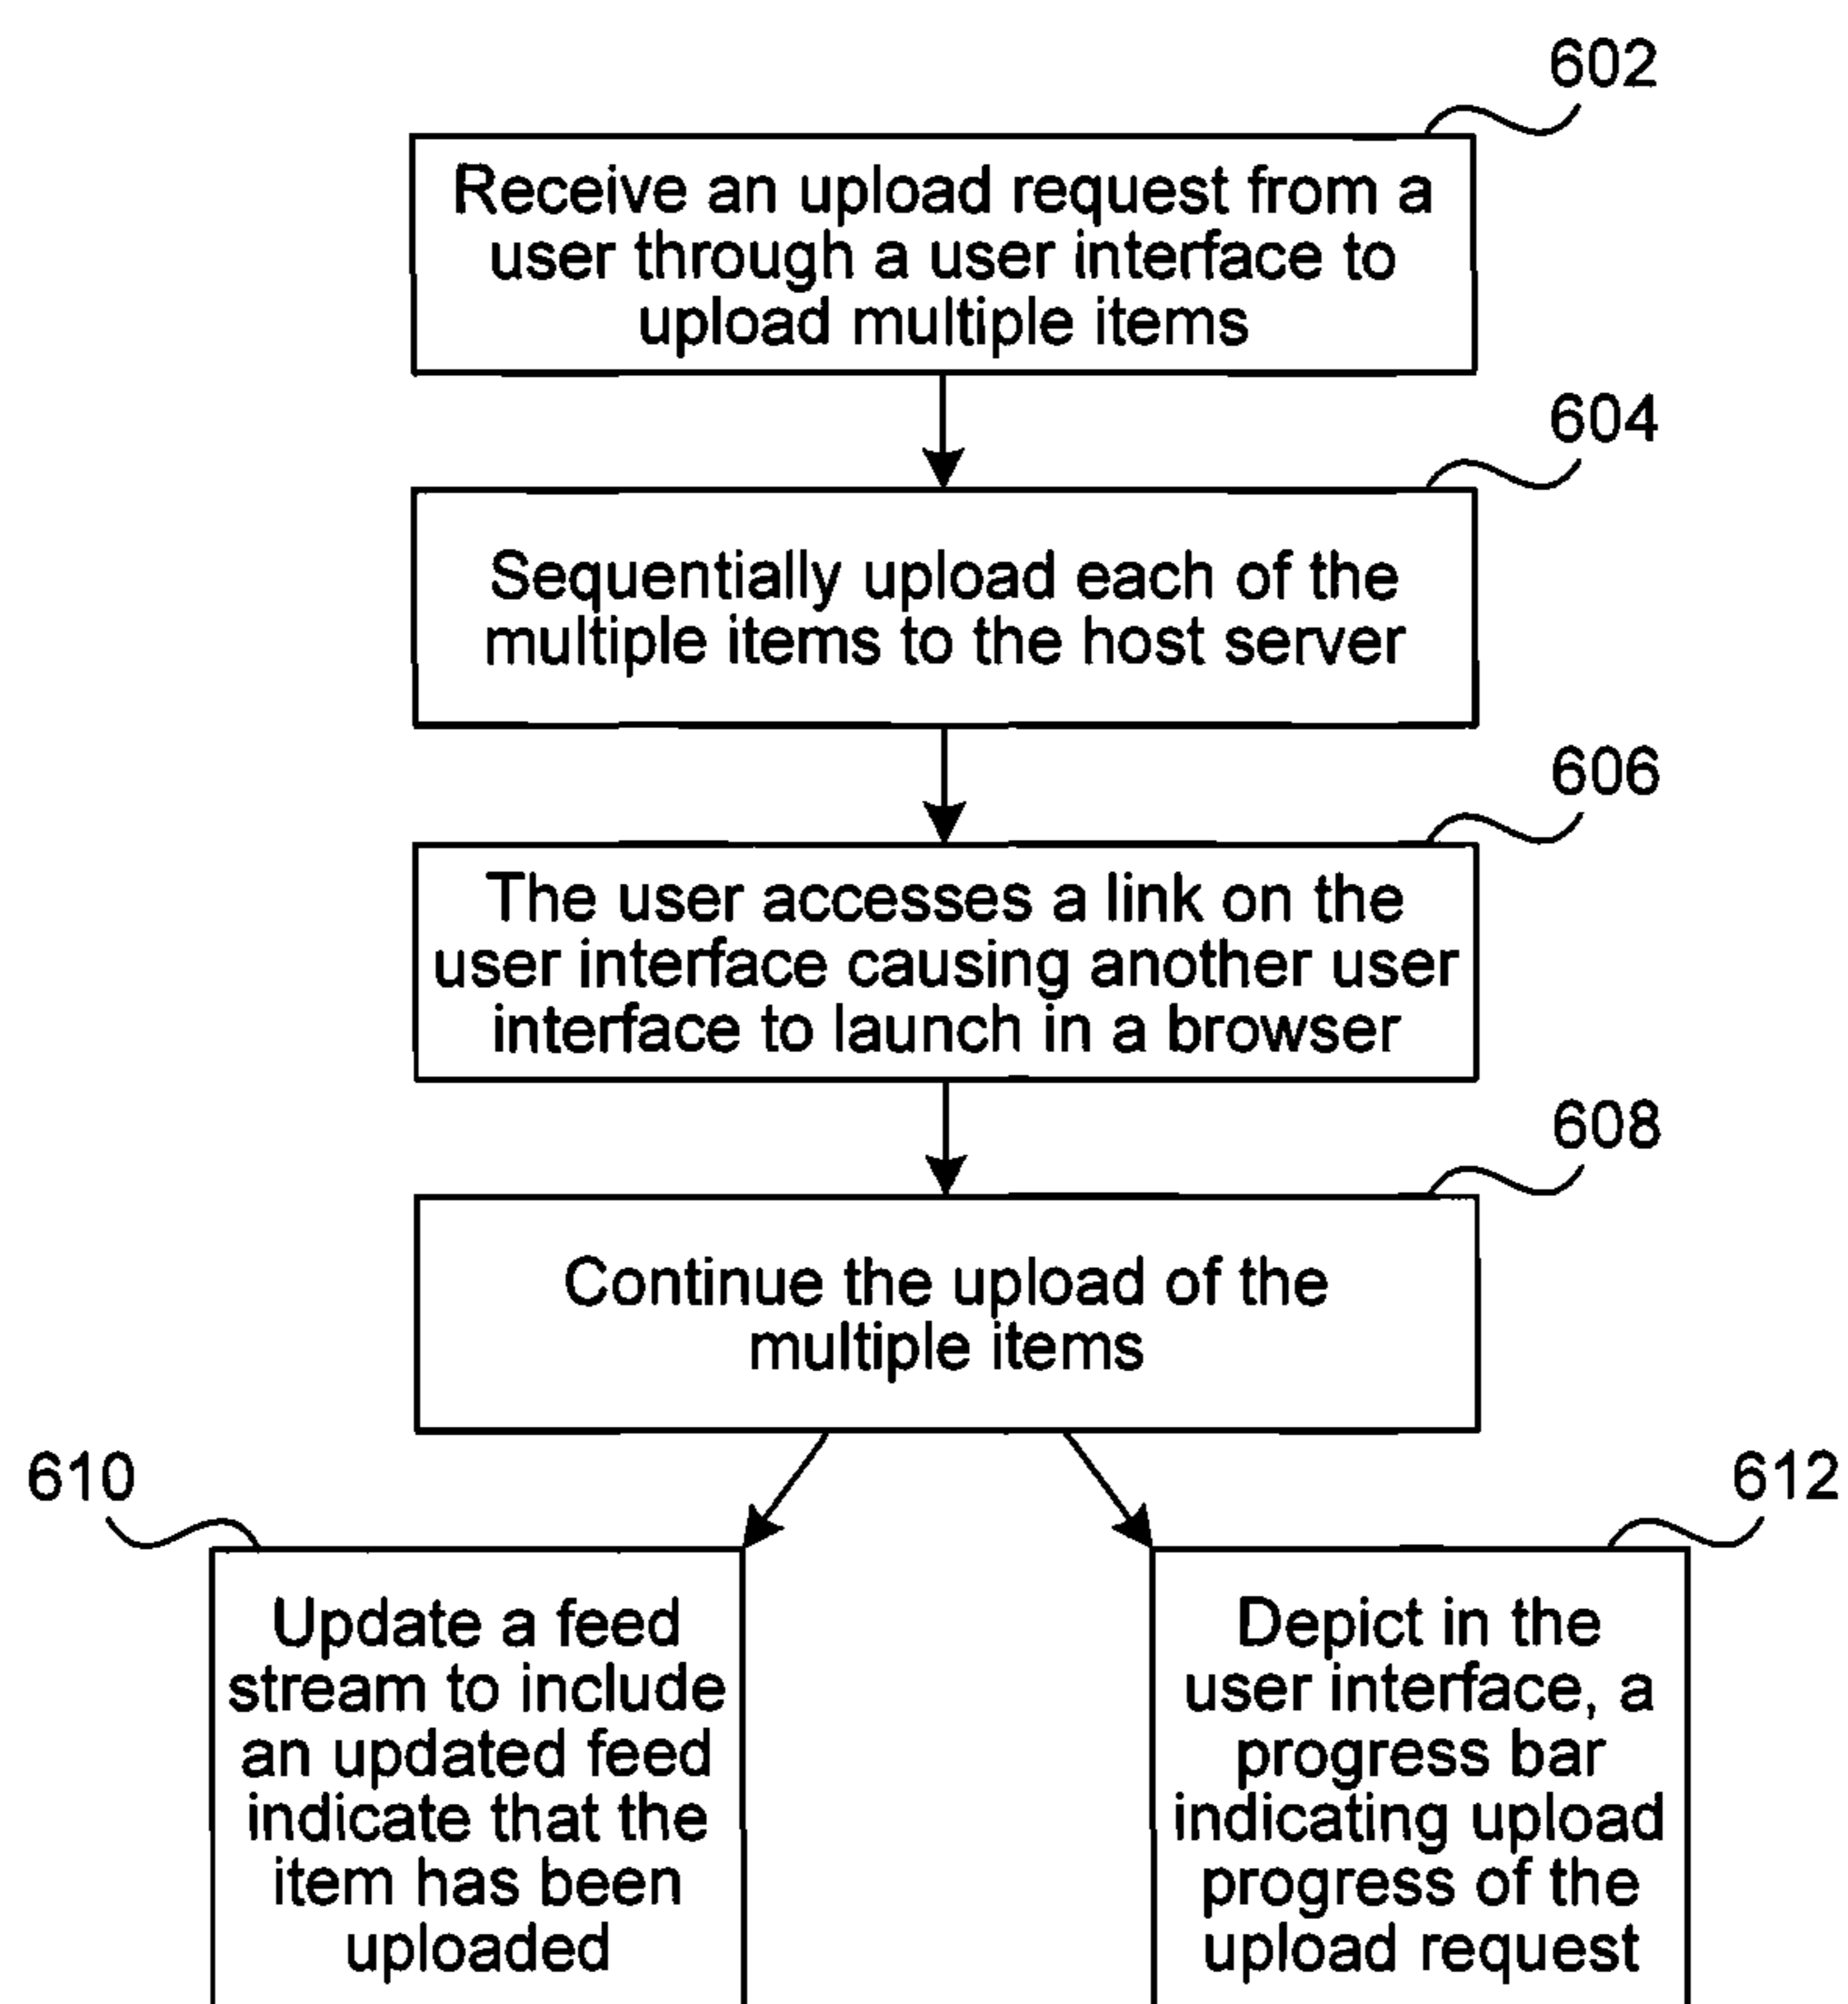 602
Receive an upload request from a
user through a user interface to
upload multiple items
604
Sequentially upload each of the
multiple items to the host server
606
The user accesses a link on the
user interface causing another user
interface to launch in a browser
608
Continue the upload of the
multiple items
610
Update a feed
stream to include
an updated feed
indicate that the
item has been
uploaded
612
Depict in the
user interface, a
progress bar
indicating upload
progress of the
upload request